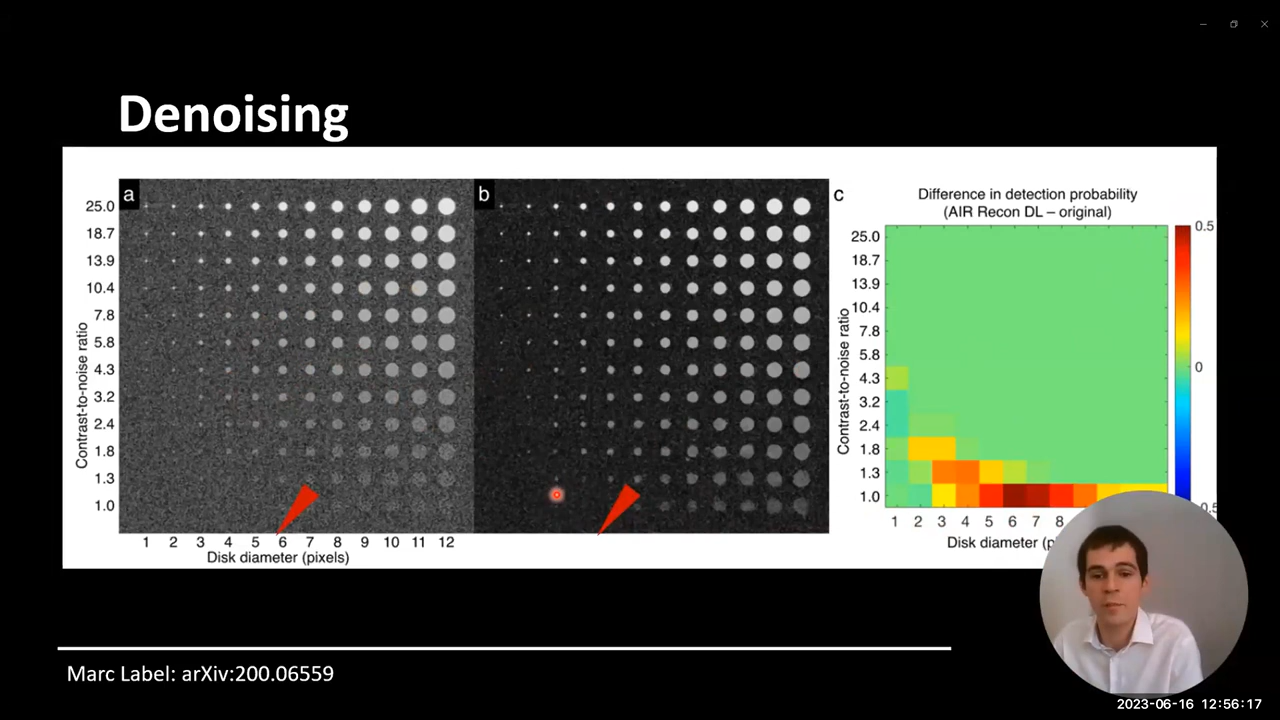 Denoising
a
b
c
Difference in detection probability
(AIR Recon DL – original)
Contrast-to-noise ratio
25.0
18.7
13.9
10.4
7.8
5.8
4.3
3.2
2.4
1.8
1.3
1.0
1 2 3 4 5 6 7 8 9 10 11 12
Disk diameter (pixels)
Contrast-to-noise ratio
25.0
18.7
13.9
10.4
7.8
5.8
4.3
3.2
2.4
1.8
1.3
1.0
1 2 3 4 5 6 7 8
Disk diameter
0.5
0
Marc Label: arXiv:200.06559
2023-06-16 12:56:17